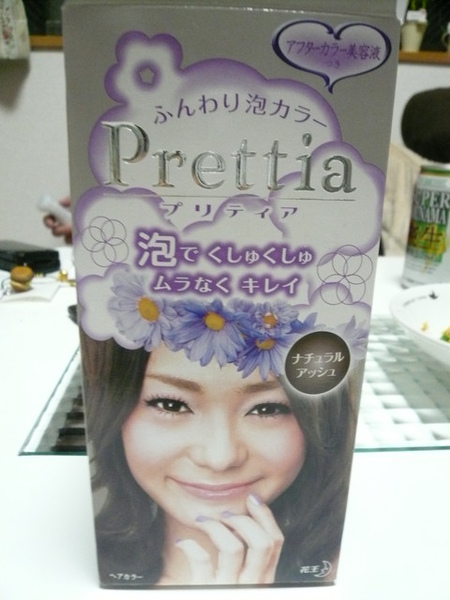 アフターカラー美容液
つき
ふんわり泡カラー
Prettia
プリティア
泡で くしゅくしゅ
ムラなく キレイ
ナチュラル
アッシュ
ヘアカラー
花王